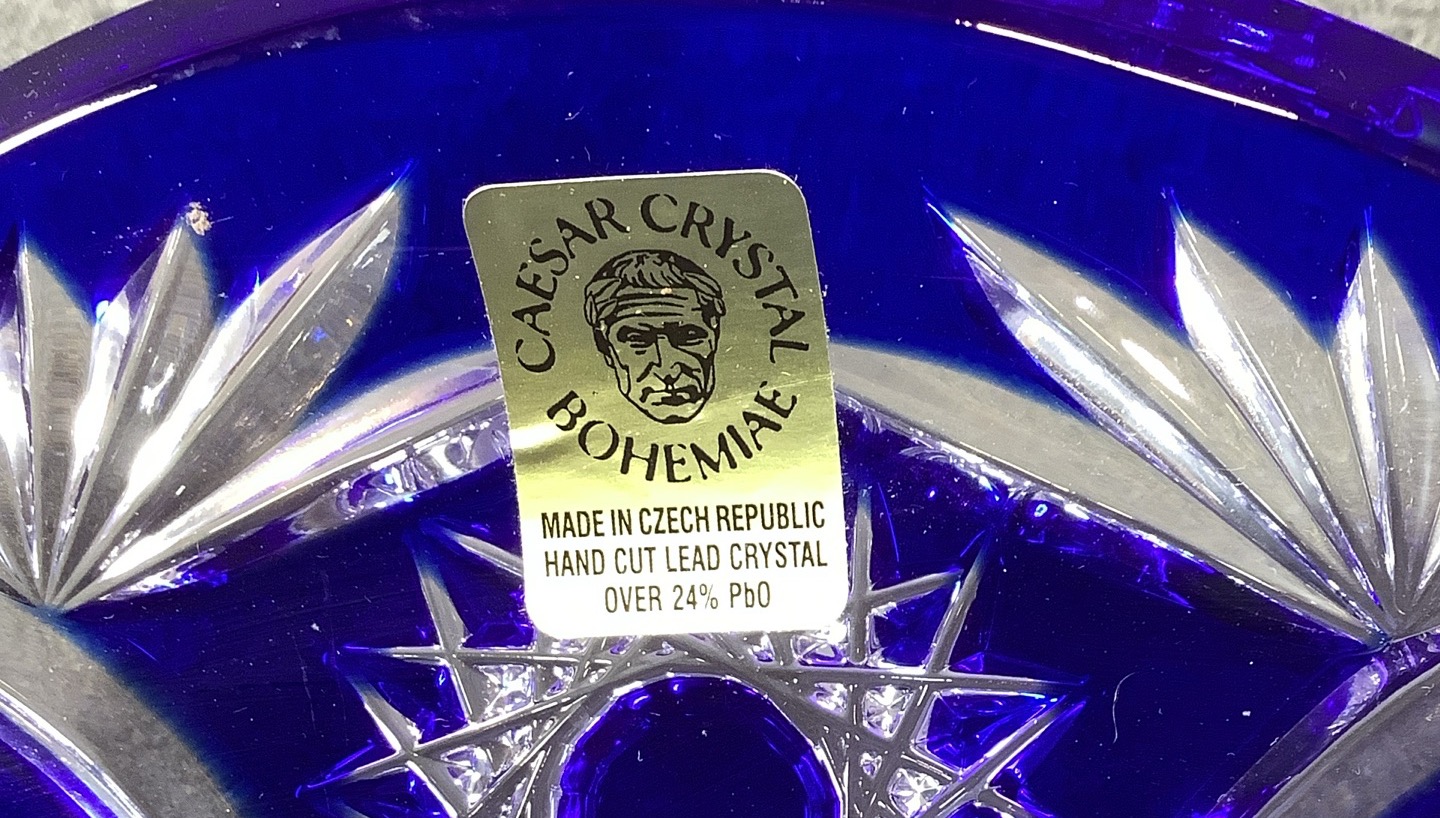 CAESAR CRYSTAL
BOHEMIAE
MADE IN CZECH REPUBLIC
HAND CUT LEAD CRYSTAL
OVER 24% PbO